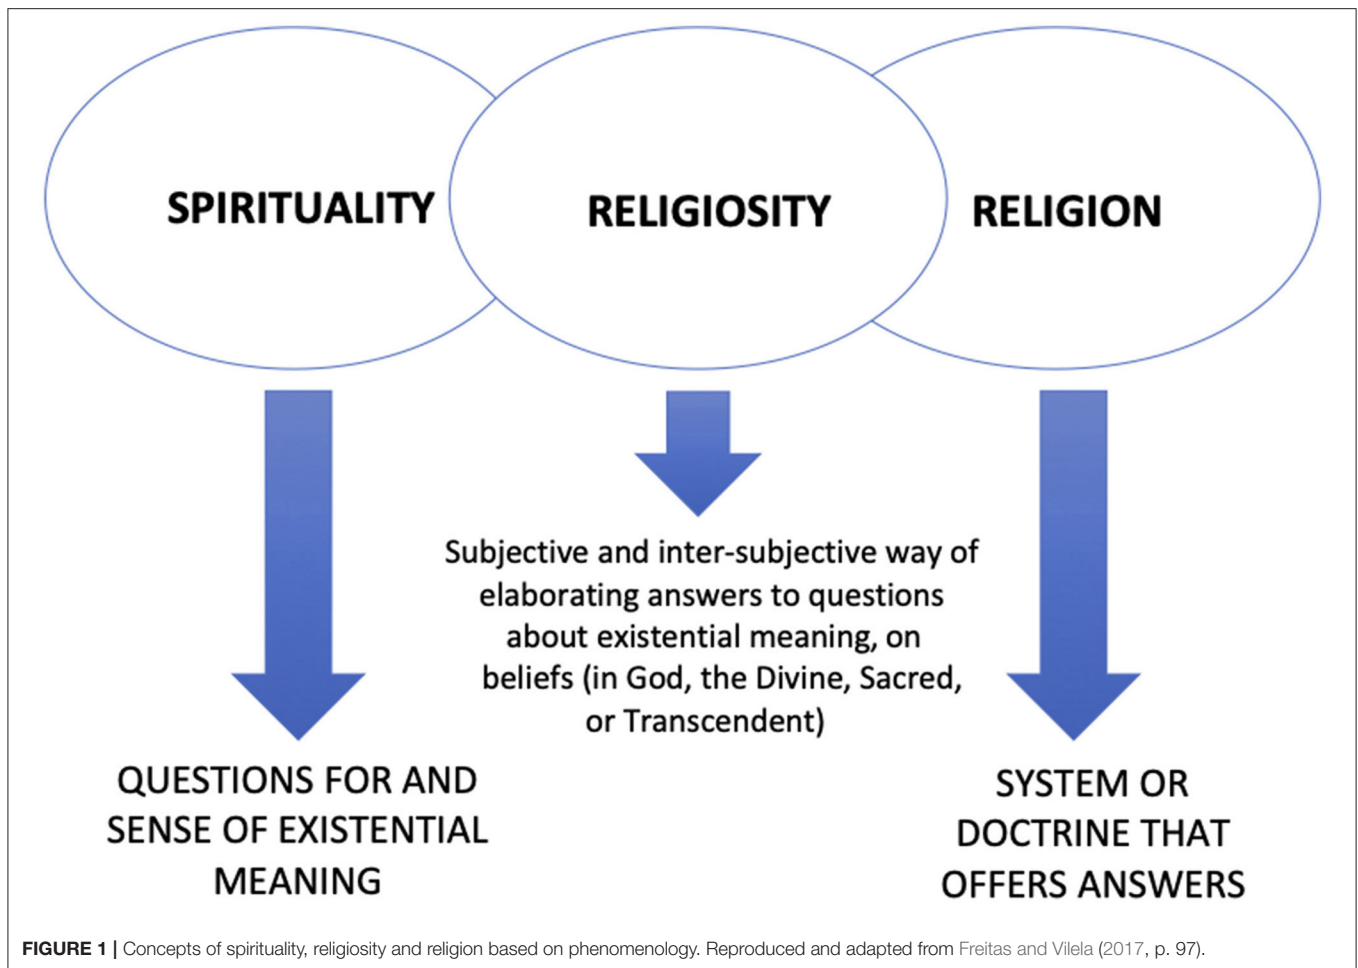 SPIRITUALITY
RELIGIOSITY
RELIGION
Subjective and inter-subjective way of
elaborating answers to questions
about existential meaning, on
beliefs (in God, the Divine, Sacred,
or Transcendent)
QUESTIONS FOR AND
SENSE OF EXISTENTIAL
MEANING
SYSTEM OR
DOCTRINE THAT
OFFERS ANSWERS
FIGURE 1 | Concepts of spirituality, religiosity and religion based on phenomenology. Reproduced and adapted from Freitas and Vilela (2017, p. 97).